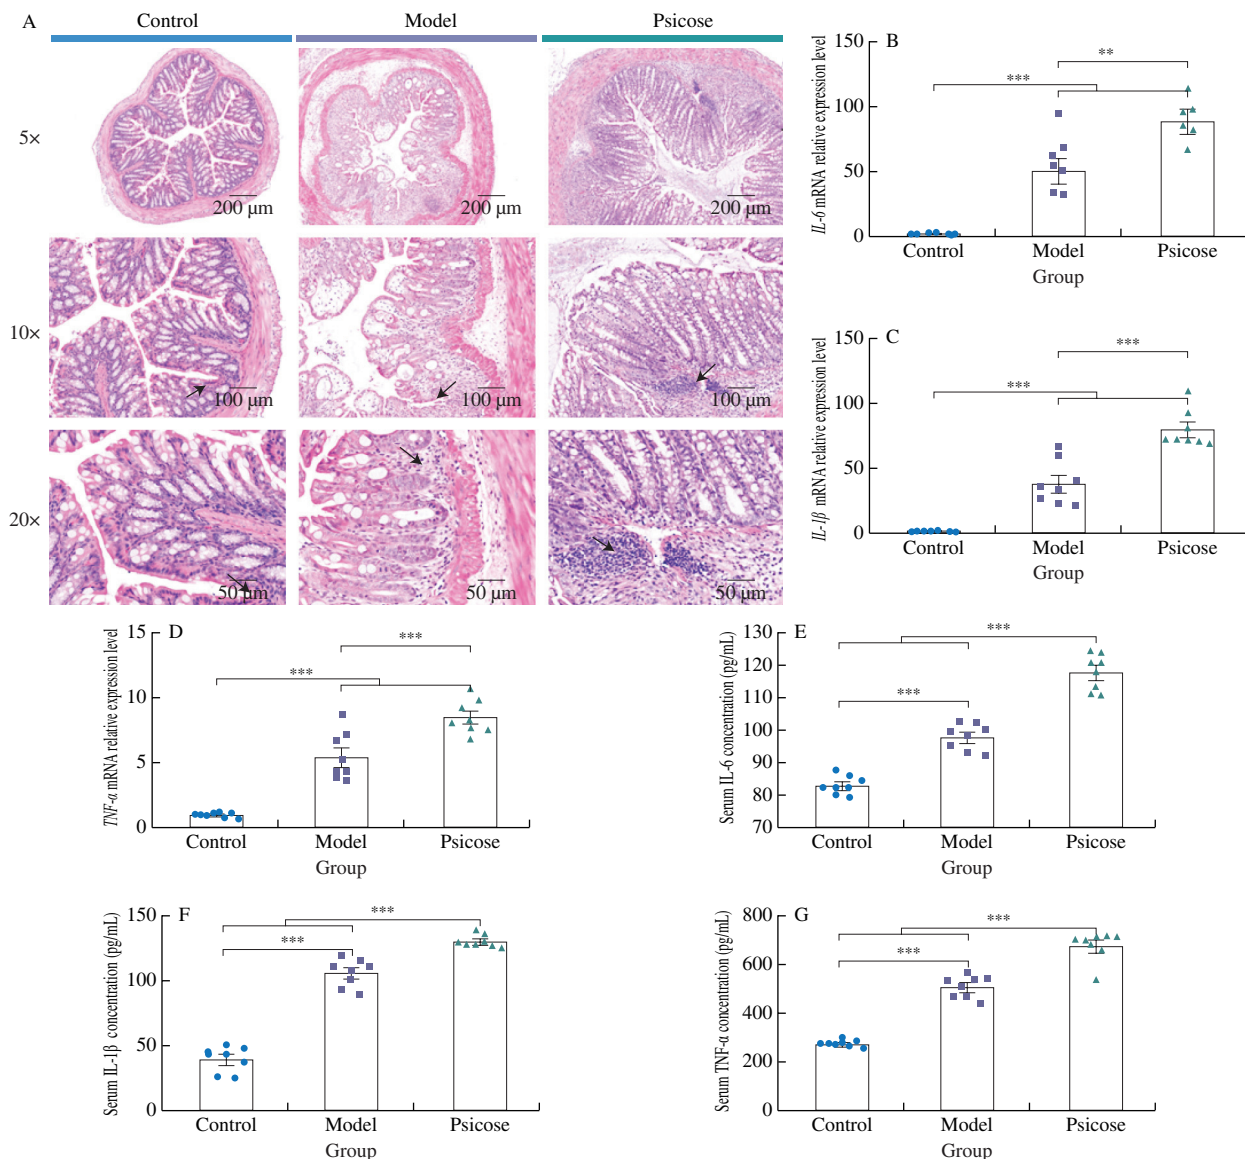 A Control Model Psicose
5×
200 μm 200 μm 200 μm
10×
100 μm 100 μm 100 μm
20×
50 μm 50 μm 50 μm
B
IL-6 mRNA relative expression level
150
100
50
0
***
**
Control Model Psicose
Group
C
IL-1β mRNA relative expression level
150
100
50
0
***
***
Control Model Psicose
Group
D
TNF-α mRNA relative expression level
15
10
5
0
***
***
Control Model Psicose
Group
E
Serum IL-6 concentration (pg/mL)
130
120
110
100
90
80
70
***
***
Control Model Psicose
Group
F
Serum IL-1β concentration (pg/mL)
150
100
50
0
***
***
Control Model Psicose
Group
G
Serum TNF-α concentration (pg/mL)
800
600
400
200
0
***
***
Control Model Psicose
Group